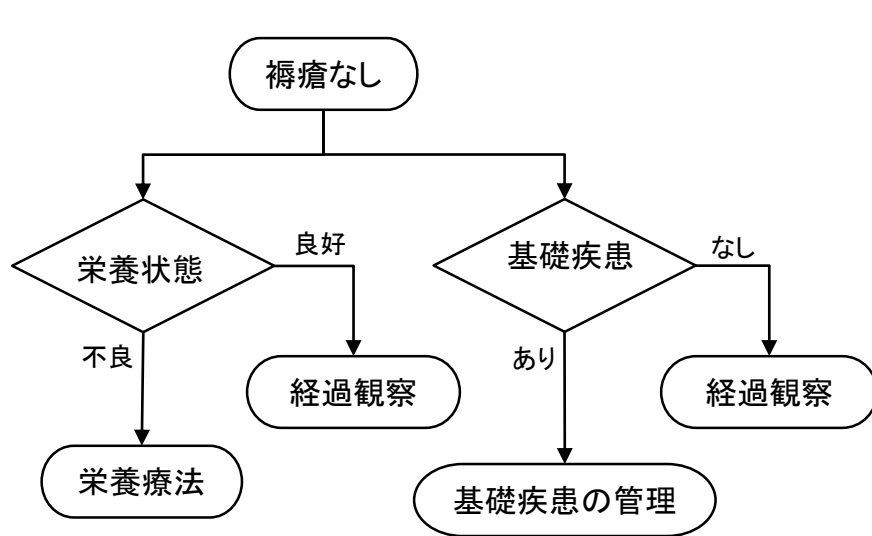 褥瘡なし
栄養状態
良好
基礎疾患
なし
不良
経過観察
あり
経過観察
栄養療法
基礎疾患の管理